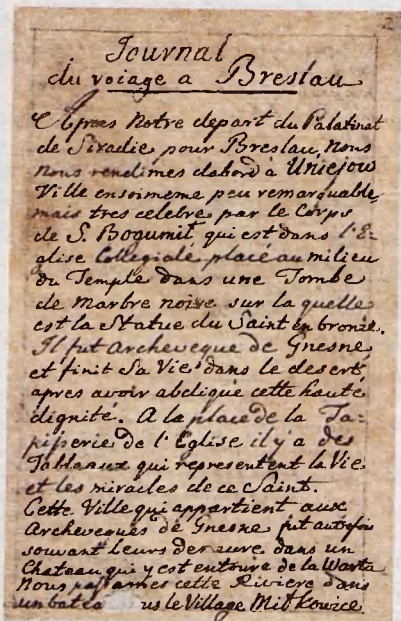 2
Journal
du voiage a Breslau
Apres Notre depart du Palatinat
de Siradie pour Breslau, Nous
Nous rendimes dabord à Uniejow
Ville ensoimeme peu remarquable
mais tres celebre par le Corps
de S. Bogumił qui est dans l'E-
glise Collegiale placé au milieu
du Temple dans une Tombe
de Marbre noire sur la quelle
est la Statue du Saint en bronze.
Il fut Archeveque de Gnesne
et finit sa Vie dans le desert
apres avoir abdiqué cette haute
dignité. A la place de la Ta-
pisserie de l'Eglise il y a des
Tableaux qui representent la Vie
et les miracles de ce Saint.
Cette Ville qui appartient aux
Archeveques de Gnesne fut autrefois
souvant leurs demeure, dans un
Chateau qui y est entouré de la Warta
Nous passames cette Riviere dans
un us le Village Mitkowice